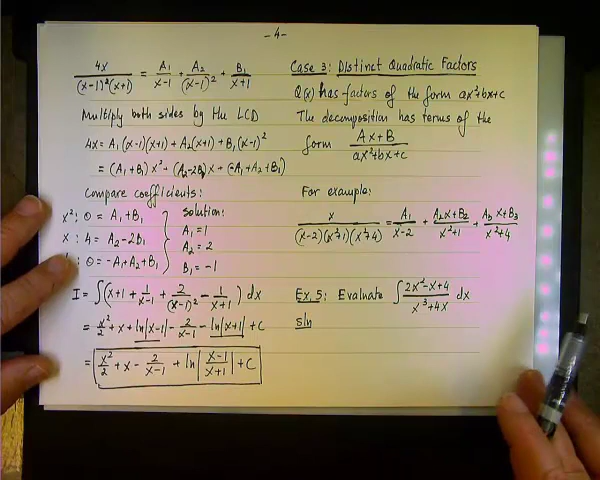 -4-
4x/((x-1)²(x+1)) = A₁/(x-1) + A₂/(x-1)² + B₁/(x+1)
Multiply both sides by the LCD
4x = A₁(x-1)(x+1) + A₂(x+1) + B₁(x-1)²
= (A₁+B₁)x² + (A₂-2B₁)x + (-A₁+A₂+B₁)
Compare coefficients:
x²: 0 = A₁+B₁
x: 4 = A₂-2B₁
0 = -A₁+A₂+B₁
solution:
A₁ = 1
A₂ = 2
B₁ = -1
I = ∫(x+1 + 1/(x-1) + 2/(x-1)² - 1/(x+1)) dx
= x²/2 + x + ln|x-1| - 2/(x-1) - ln|x+1| + C
= x²/2 + x - 2/(x-1) + ln|(x-1)/(x+1)| + C
Case 3: Distinct Quadratic Factors
Q(x) has factors of the form ax²+bx+c
The decomposition has terms of the
form (Ax+B)/(ax²+bx+c)
For example:
x/((x-2)(x²+1)(x²+4)) = A₁/(x-2) + (A₂x+B₂)/(x²+1) + (A₃x+B₃)/(x²+4)
Ex. 5: Evaluate ∫ (2x²-x+4)/(x³+4x) dx
sln